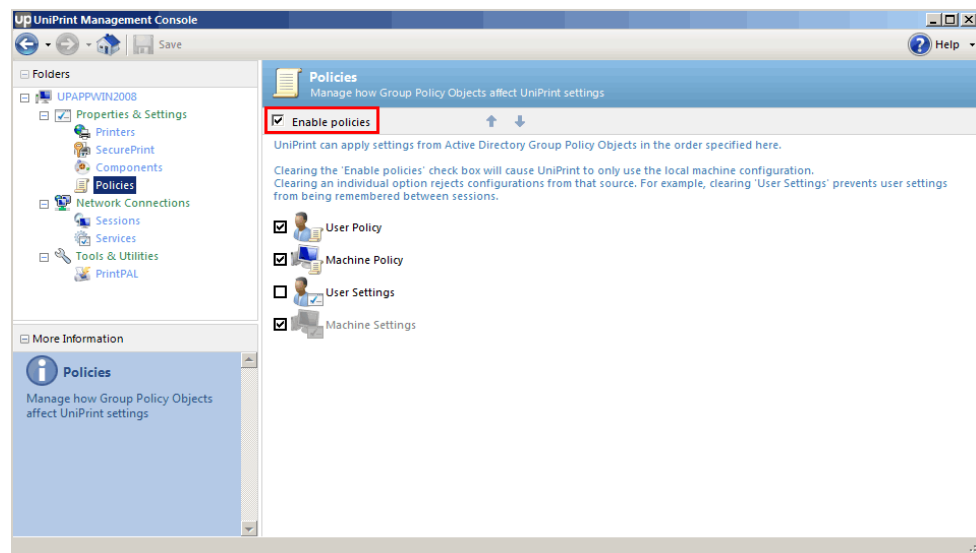 UP UniPrint Management Console
Save
Help
Folders
UPAPPWIN2008
Properties & Settings
Printers
SecurePrint
Components
Policies
Network Connections
Sessions
Services
Tools & Utilities
PrintPAL
More Information
Policies
Manage how Group Policy Objects
affect UniPrint settings
Policies
Manage how Group Policy Objects affect UniPrint settings
Enable policies
UniPrint can apply settings from Active Directory Group Policy Objects in the order specified here.
Clearing the 'Enable policies' check box will cause UniPrint to only use the local machine configuration.
Clearing an individual option rejects configurations from that source. For example, clearing 'User Settings' prevents user settings
from being remembered between sessions.
User Policy
Machine Policy
User Settings
Machine Settings